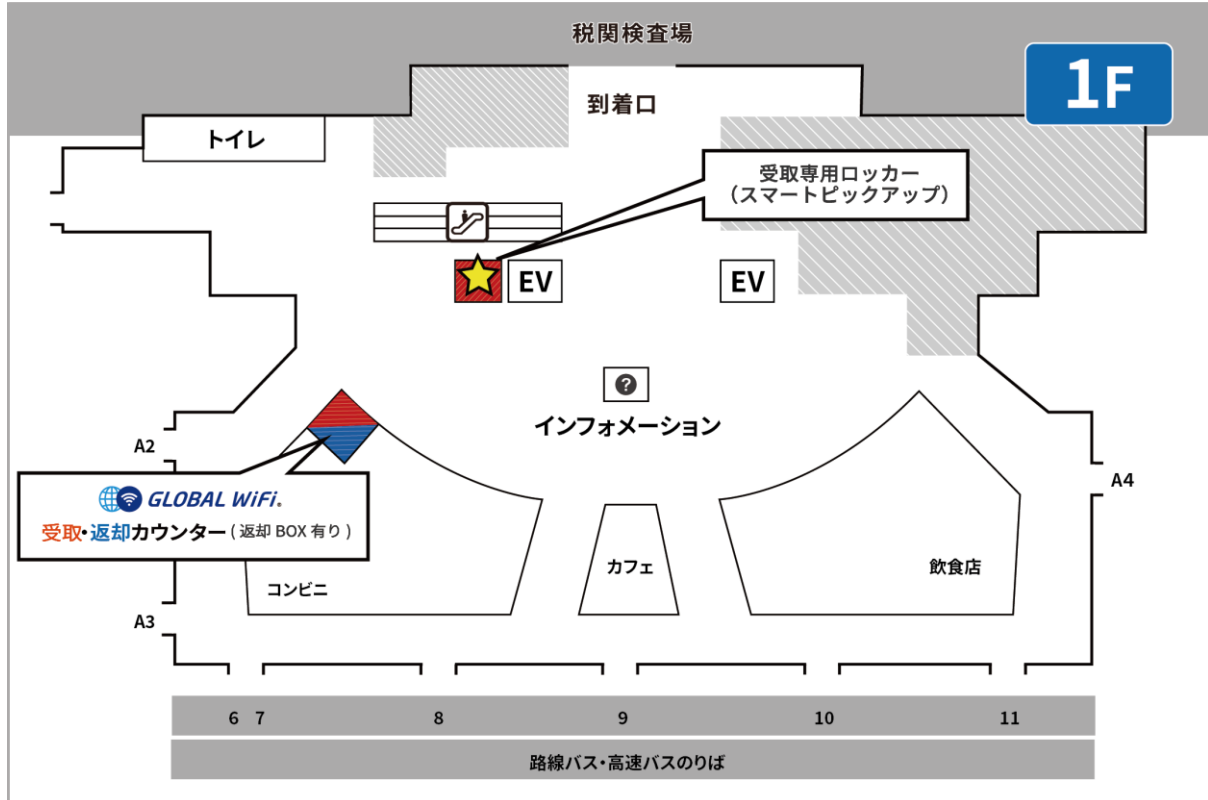 税関検査場
1F
到着口
トイレ
受取専用ロッカー
(スマートピックアップ)
EV
EV
?
インフォメーション
A2
A4
GLOBAL WiFi®
受取・返却カウンター(返却BOX有り)
カフェ
飲食店
コンビニ
A3
6 7 8 9 10 11
路線バス・高速バスのりば